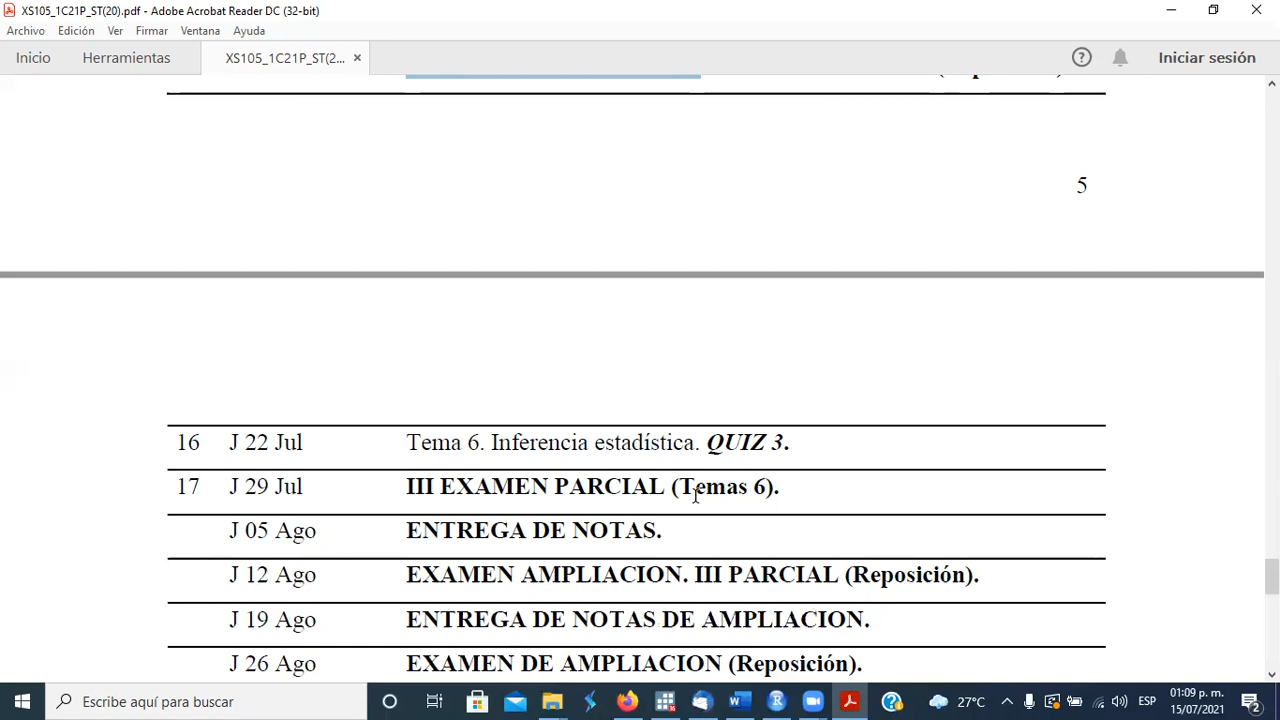 XS105_1C21P_ST(20).pdf - Adobe Acrobat Reader DC (32-bit)
Archivo Edición Ver Firmar Ventana Ayuda
Inicio Herramientas XS105_1C21P_ST(2... × Iniciar sesión
5
16 J 22 Jul Tema 6. Inferencia estadística. QUIZ 3.
17 J 29 Jul III EXAMEN PARCIAL (Temas 6).
J 05 Ago ENTREGA DE NOTAS.
J 12 Ago EXAMEN AMPLIACION. III PARCIAL (Reposición).
J 19 Ago ENTREGA DE NOTAS DE AMPLIACION.
J 26 Ago EXAMEN DE AMPLIACION (Reposición).
Escribe aquí para buscar 27°C ESP 01:09 p. m.
15/07/2021 2